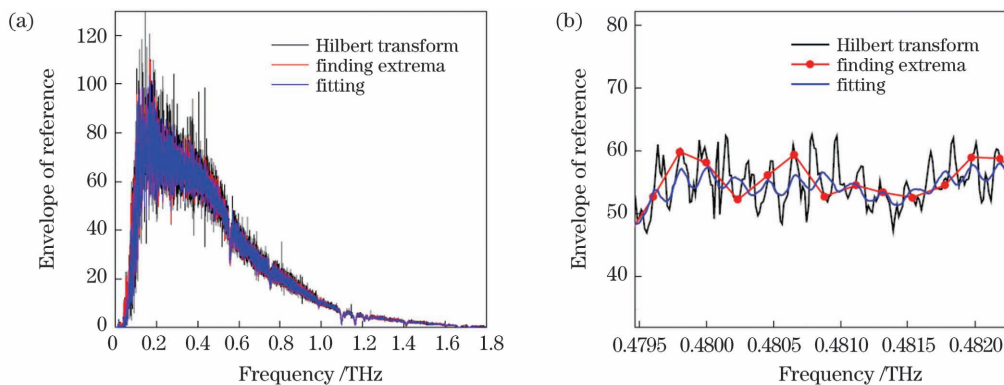 (a)
Envelope of reference
120
100
80
60
40
20
0
Hilbert transform
finding extrema
fitting
0 0.2 0.4 0.6 0.8 1.0 1.2 1.4 1.6 1.8
Frequency /THz
(b)
Envelope of reference
80
70
60
50
40
Hilbert transform
finding extrema
fitting
0.4795 0.4800 0.4805 0.4810 0.4815 0.4820
Frequency /THz